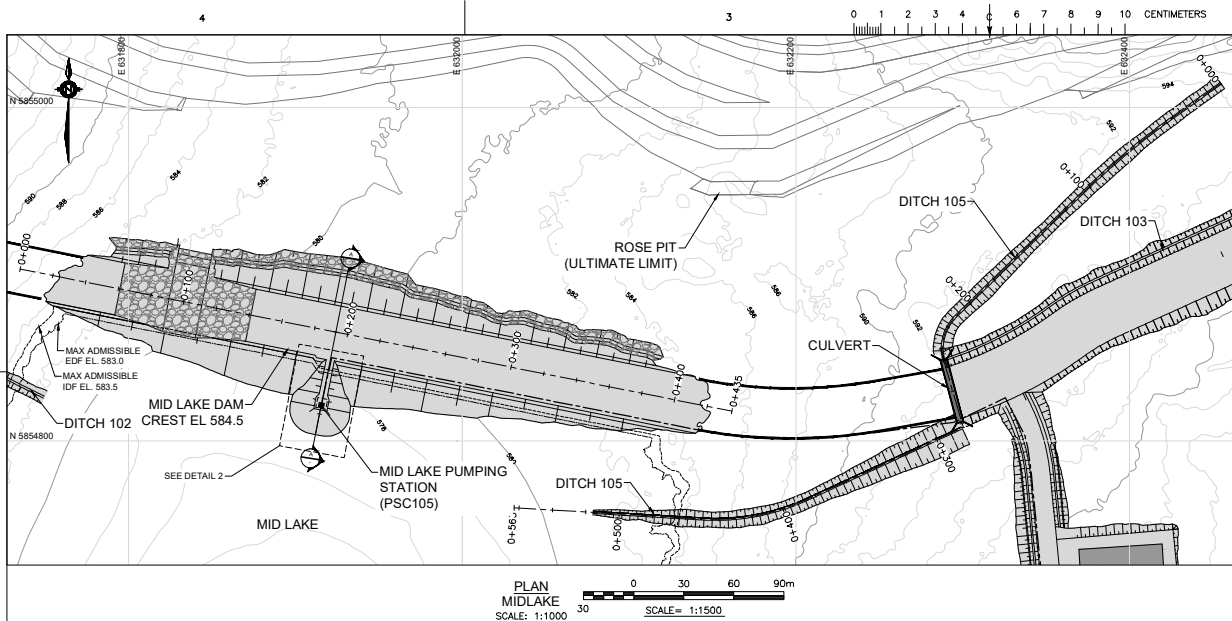 4
3
0 1 2 3 4 5 6 7 8 9 10 CENTIMETERS
E 631800
E 632000
E 632200
E 632400
N 5855000
N
0+000
594
592
590
588
586
584
582
580
0+100
DITCH 105
DITCH 103
ROSE PIT
(ULTIMATE LIMIT)
0+000
0+100
0+200
0+300
0+400
0+435
582
584
586
586
590
592
0+200
CULVERT
MAX ADMISSIBLE
EDF EL. 583.0
MAX ADMISSIBLE
IDF EL. 583.5
DITCH 102
MID LAKE DAM
CREST EL 584.5
578
N 5854800
SEE DETAIL 2
MID LAKE PUMPING
STATION
(PSC105)
MID LAKE
DITCH 105
0+300
0+400
0+500
0+565
PLAN
MIDLAKE
SCALE: 1:1000
30 0 30 60 90m
SCALE= 1:1500